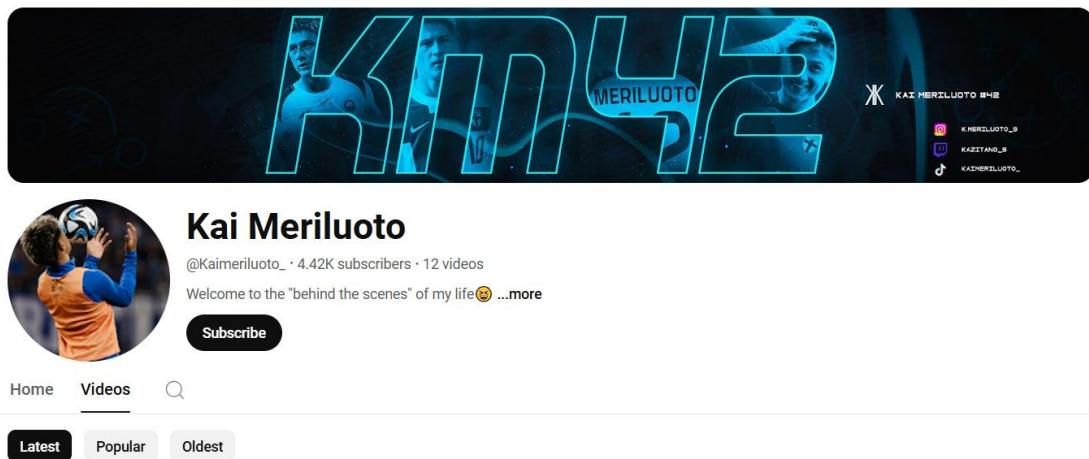 KM42
MERILUOTO
KAI MERILUOTO #42
K.MERILUOTO_9
KAZITANO_9
KAIMERILUOTO_
Kai Meriluoto
@Kaimeriluoto_ · 4.42K subscribers · 12 videos
Welcome to the "behind the scenes" of my life😆 ...more
Subscribe
Home Videos
Latest Popular Oldest